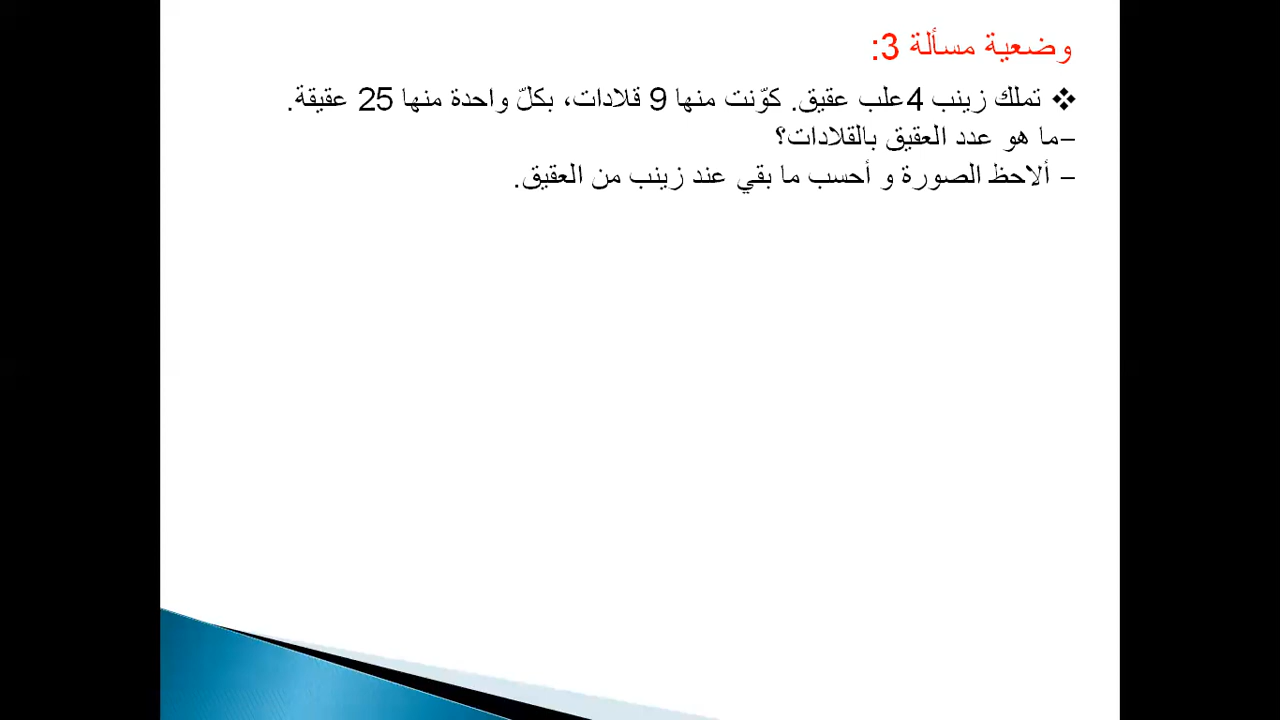 وضعية مسألة 3:
❖ تملك زينب 4علب عقيق. كوّنت منها 9 قلادات، بكلّ واحدة منها 25 عقيقة.
–ما هو عدد العقيق بالقلادات؟
– ألاحظ الصورة و أحسب ما بقي عند زينب من العقيق.